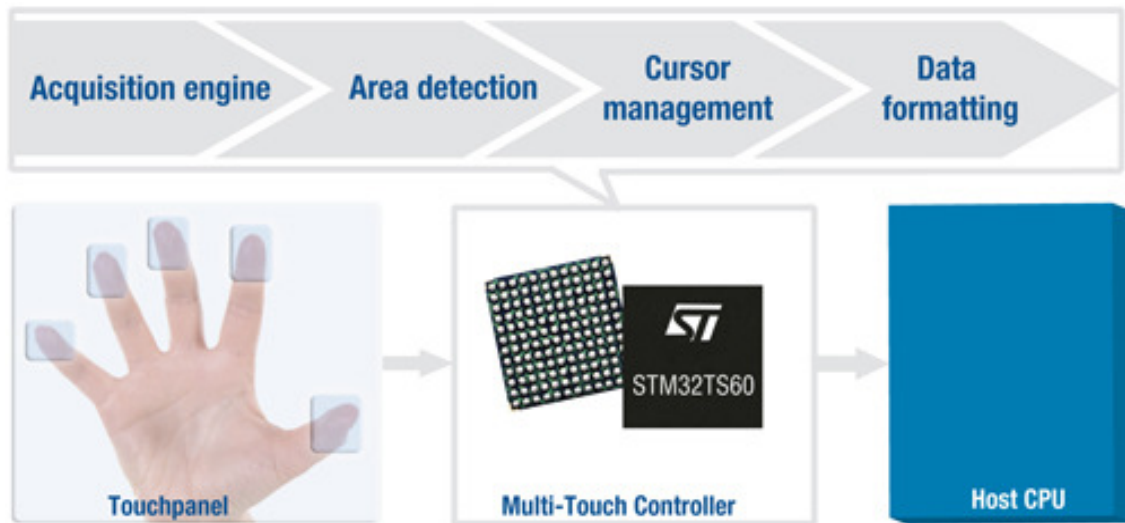 Acquisition engine
Area detection
Cursor
management
Data
formatting
ST
STM32TS60
Touchpanel
Multi-Touch Controller
Host CPU